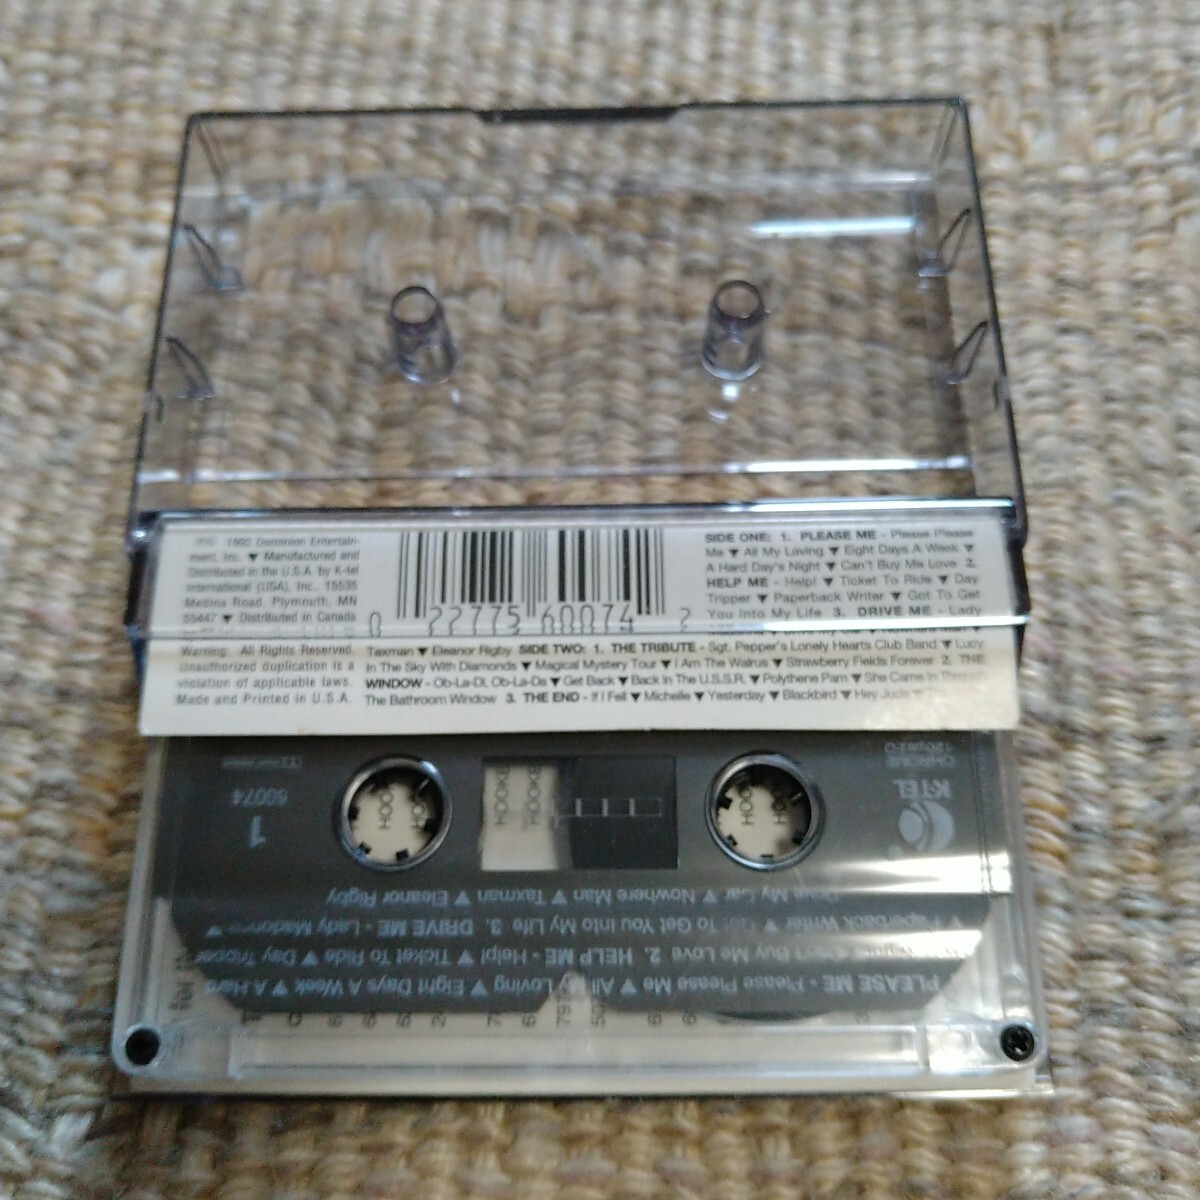 1992 Dominion Entertain-
ment, Inc. ▼ Manufactured and
Distributed in the U.S.A. by K-tel
International (USA), Inc., 15535
Medina Road, Plymouth, MN
55447 ▼ Distributed in Canada
Warning: All Rights Reserved.
Unauthorized duplication is a
violation of applicable laws.
Made and Printed in U.S.A.
0 22775 60074 2
SIDE ONE: 1. PLEASE ME - Please Please
Me ▼ All My Loving ▼ Eight Days A Week ▼
A Hard Day's Night ▼ Can't Buy Me Love 2.
HELP ME - Help! ▼ Ticket To Ride ▼ Day
Tripper ▼ Paperback Writer ▼ Got To Get
You Into My Life 3. DRIVE ME - Lady
Taxman ▼ Eleanor Rigby SIDE TWO: 1. THE TRIBUTE - Sgt. Pepper's Lonely Hearts Club Band ▼ Lucy
In The Sky With Diamonds ▼ Magical Mystery Tour ▼ I Am The Walrus ▼ Strawberry Fields Forever 2. THE
WINDOW - Ob-La-Di, Ob-La-Da ▼ Get Back ▼ Back In The U.S.S.R. ▼ Polythene Pam ▼ She Came In Through
The Bathroom Window 3. THE END - If I Fell ▼ Michelle ▼ Yesterday ▼ Blackbird ▼ Hey Jude ▼
PLEASE ME - Please Please Me ▼ All My Loving ▼ Eight Days A Week ▼ A Hard
Buy Me Love 2. HELP ME - Help! ▼ Ticket To Ride ▼ Day Tripper
▼ Paperback Writer ▼ Got To Get You Into My Life 3. DRIVE ME - Lady Madonna ▼
Drive My Car ▼ Nowhere Man ▼ Taxman ▼ Eleanor Rigby
K-TEL
CHROME
1
60074
HOOKE
HOOKE